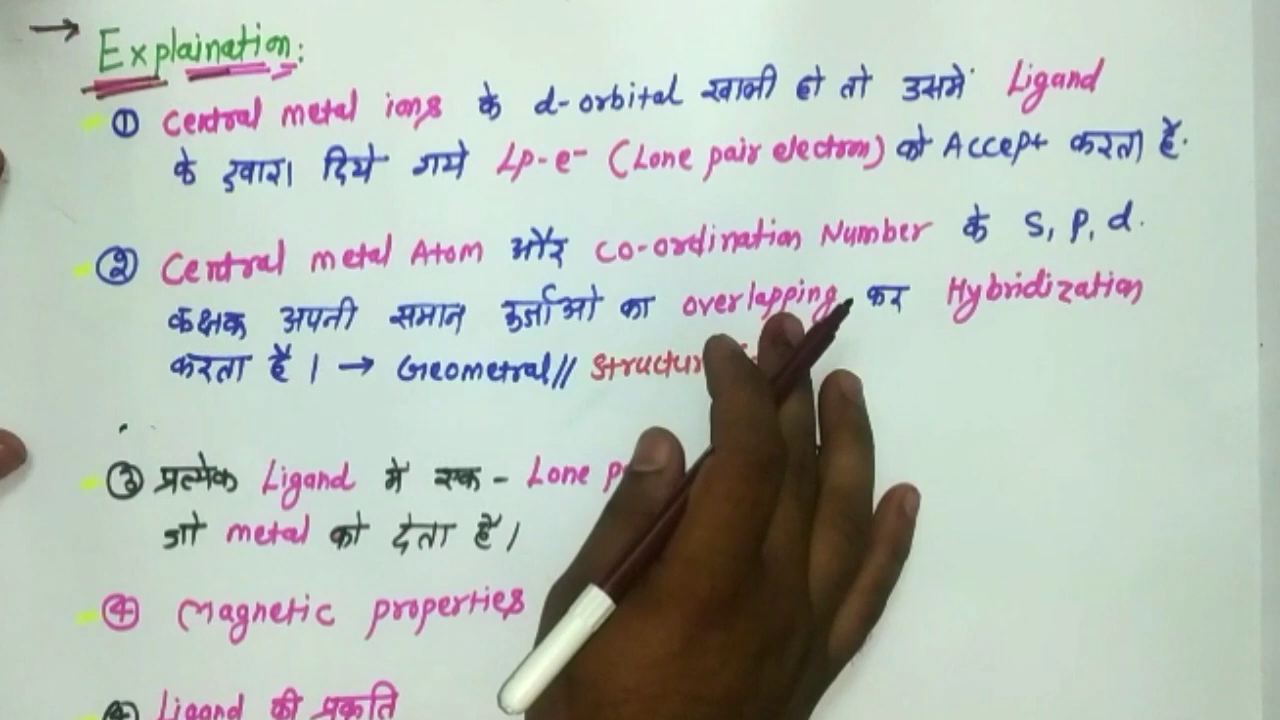 → Explaination:
① Central metal ions के d-orbital खाली हो तो उसमें Ligand
के द्वारा दिये गये Lp-e- (Lone pair electron) को Accept करता है.
② Central metal Atom और Co-ordination Number के S, P, d.
कक्षक अपनी समान उर्जाओ का overlapping कर Hybridization
करता है । → Geometral// Structur
③ प्रत्येक Ligand में एक - Lone p
जो metal को देता है ।
④ Magnetic properties
Ligand की प्रकृति